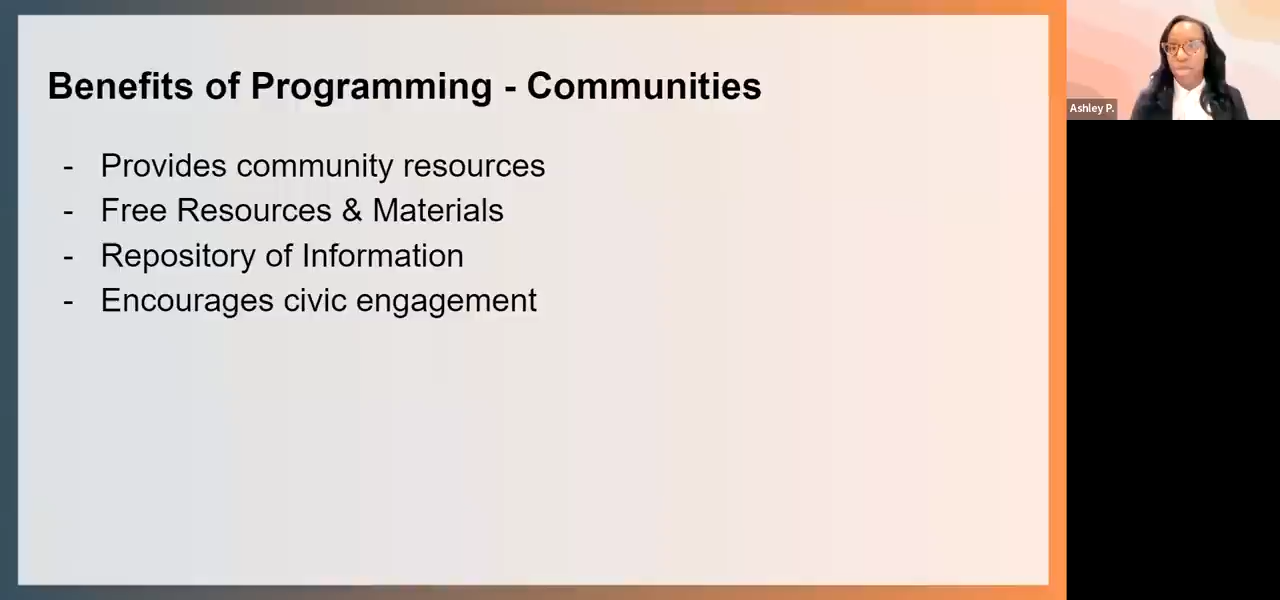 Benefits of Programming - Communities
- Provides community resources
- Free Resources & Materials
- Repository of Information
- Encourages civic engagement
Ashley P.